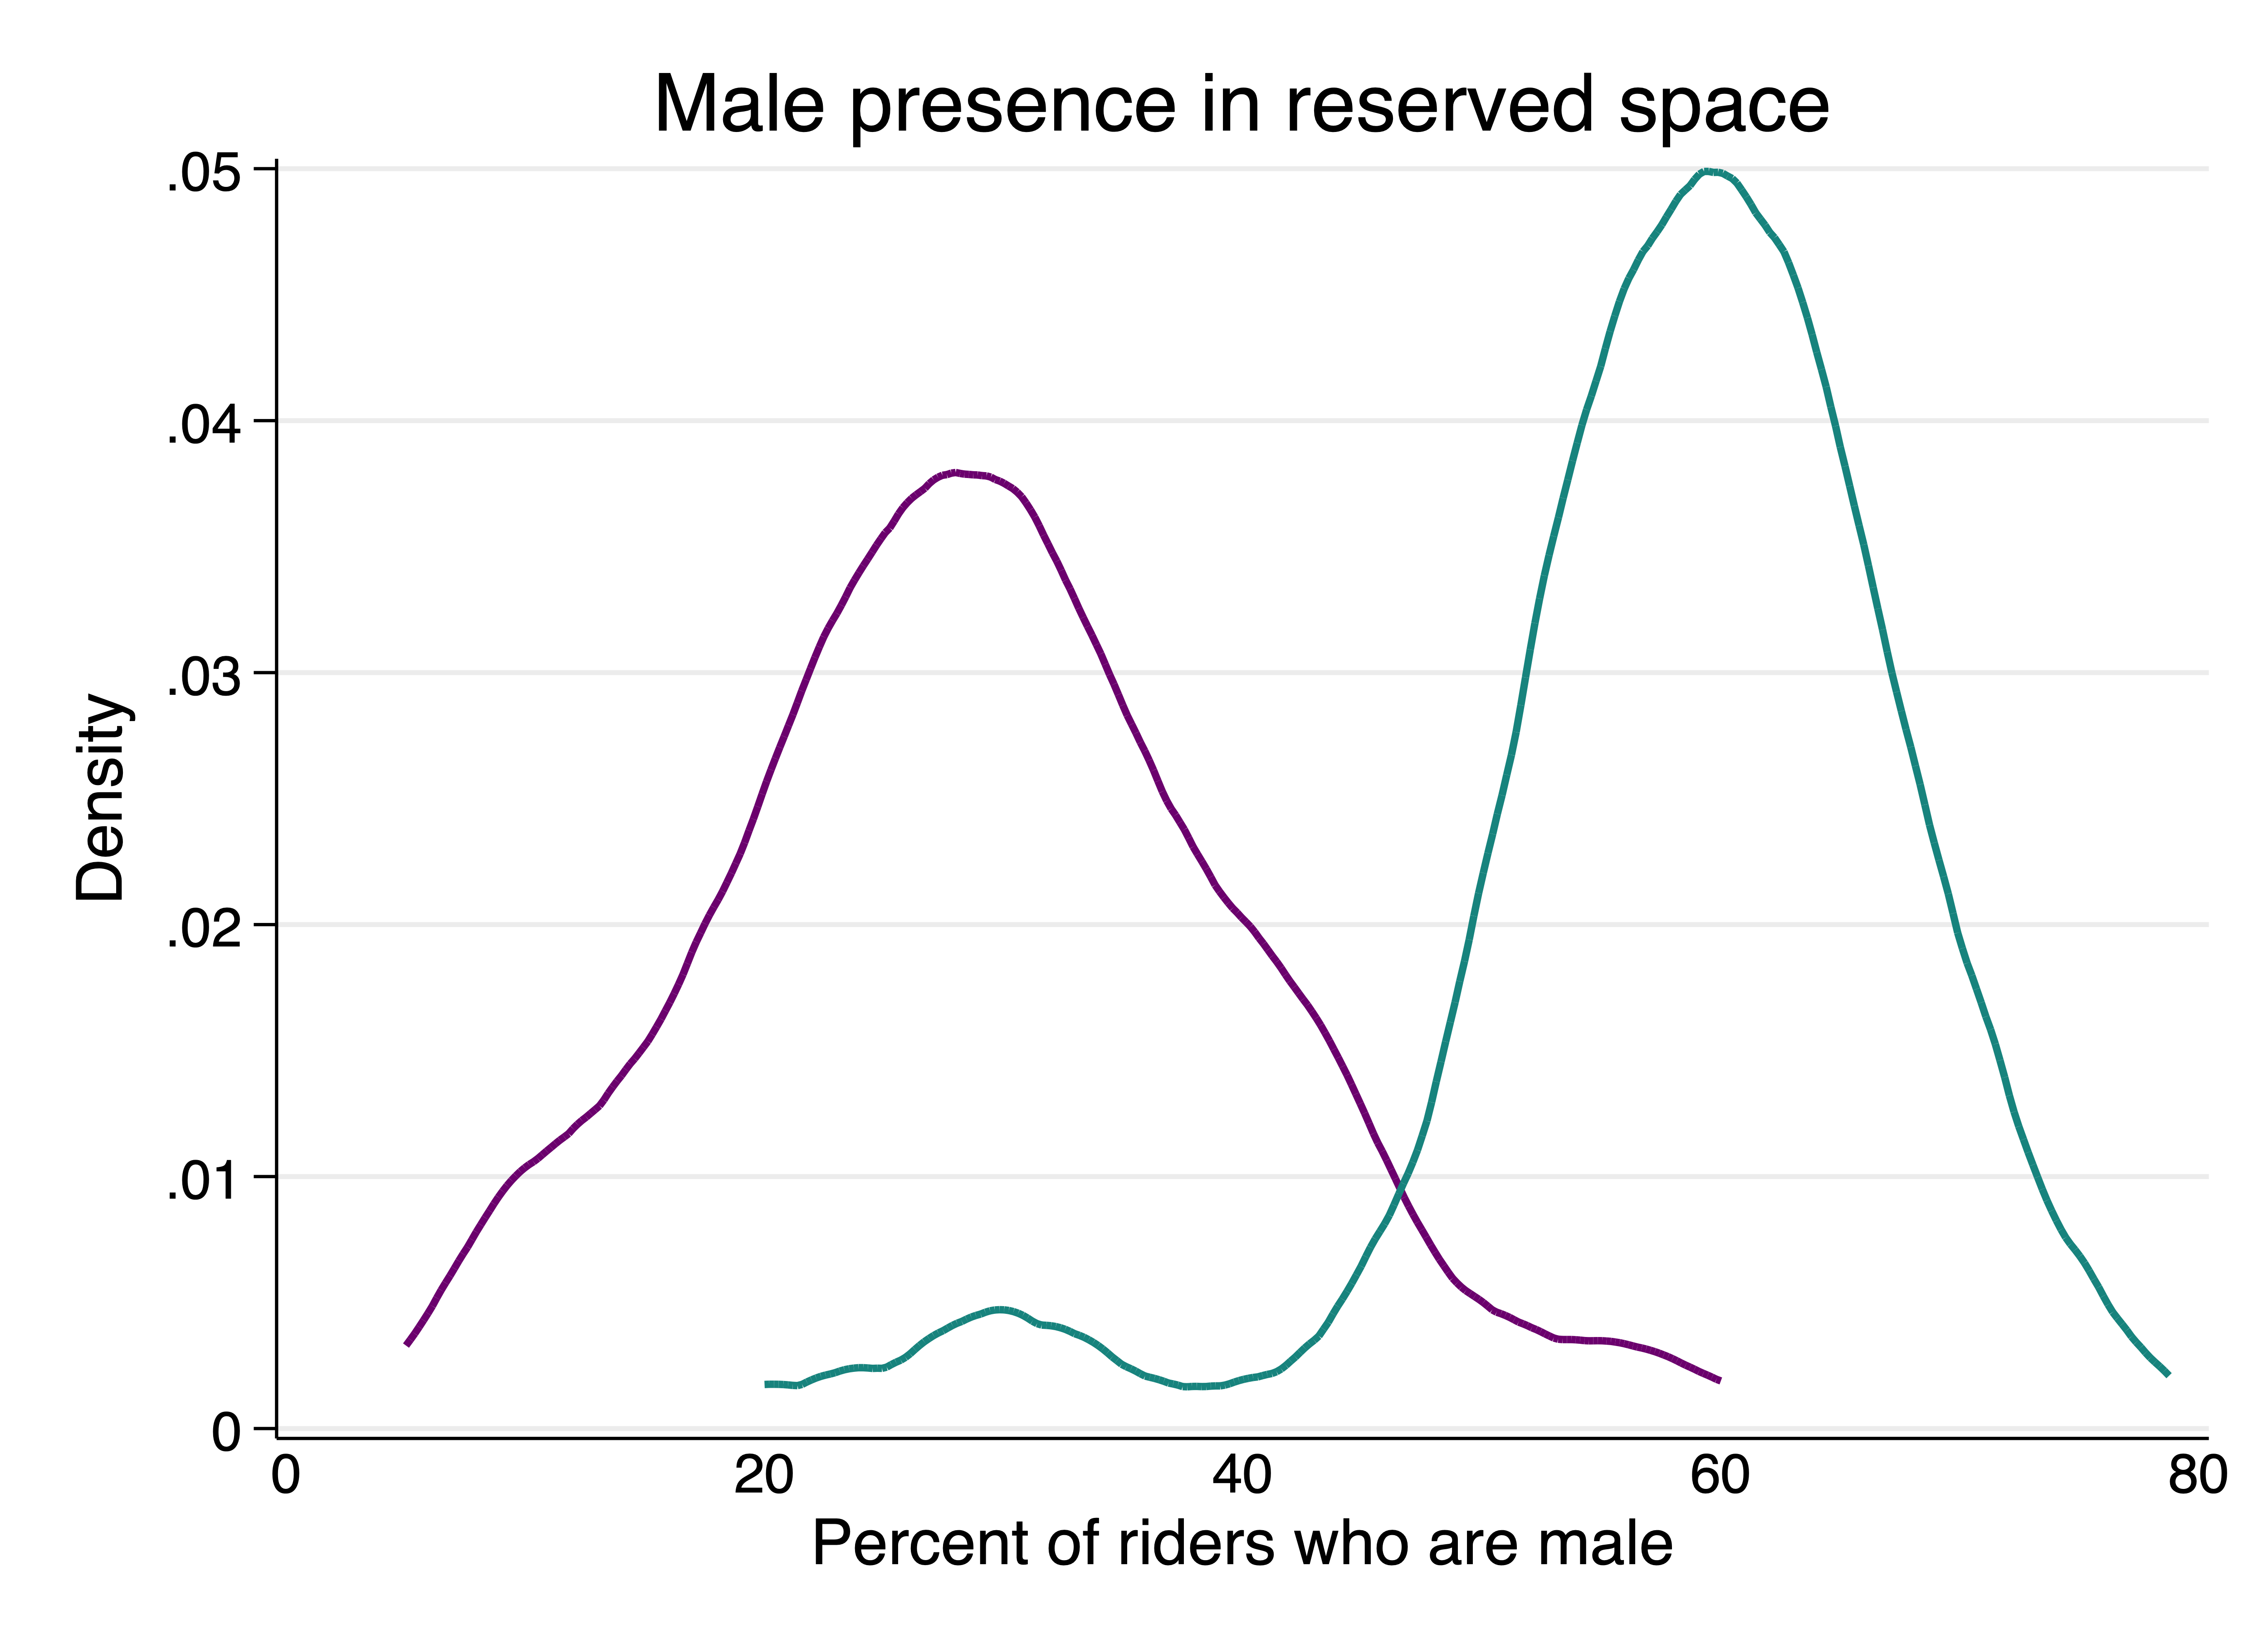 Male presence in reserved space
.05
.04
.03
.02
.01
0
Density
0 20 40 60 80
Percent of riders who are male